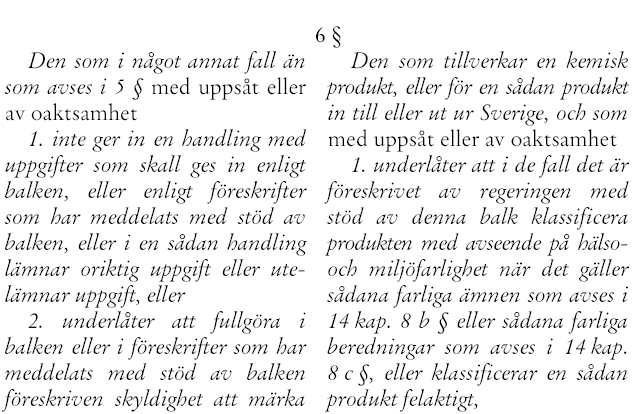 6 §
Den som i något annat fall än
som avses i 5 § med uppsåt eller
av oaktsamhet
1. inte ger in en handling med
uppgifter som skall ges in enligt
balken, eller enligt föreskrifter
som har meddelats med stöd av
balken, eller i en sådan handling
lämnar oriktig uppgift eller ute-
lämnar uppgift, eller
2. underlåter att fullgöra i
balken eller i föreskrifter som har
meddelats med stöd av balken
föreskriven skyldighet att märka
Den som tillverkar en kemisk
produkt, eller för en sådan produkt
in till eller ut ur Sverige, och som
med uppsåt eller av oaktsamhet
1. underlåter att i de fall det är
föreskrivet av regeringen med
stöd av denna balk klassificera
produkten med avseende på hälso-
och miljöfarlighet när det gäller
sådana farliga ämnen som avses i
14 kap. 8 b § eller sådana farliga
beredningar som avses i 14 kap.
8 c §, eller klassificerar en sådan
produkt felaktigt,